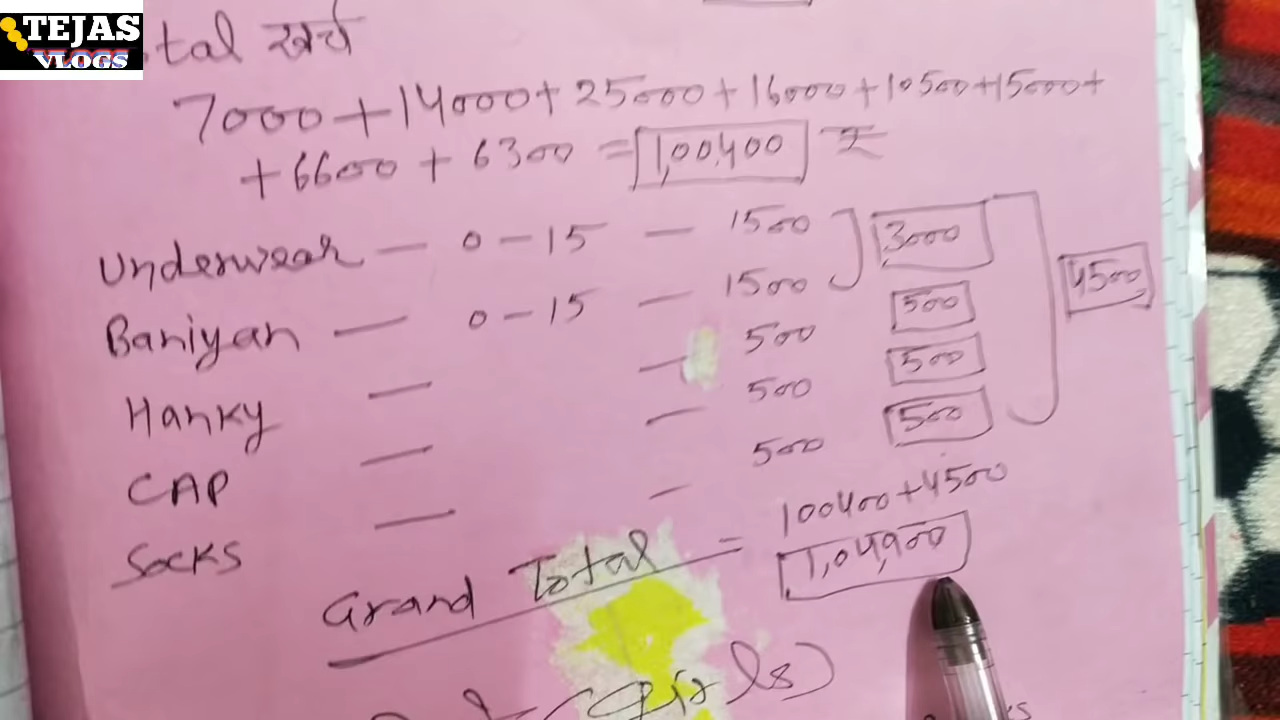 TEJAS
VLOGS
tal खर्च
7000+14000+25000+16000+10500+15000+
+6600+6300=1,00,400 ₹
Underwear — 0-15 — 1500 3000
Baniyan — 0-15 — 1500 4500
Hanky — — 500 500
CAP — — 500 500
Socks — — 500 500
Grand Total = 100400+4500
1,04,900
(Girls)